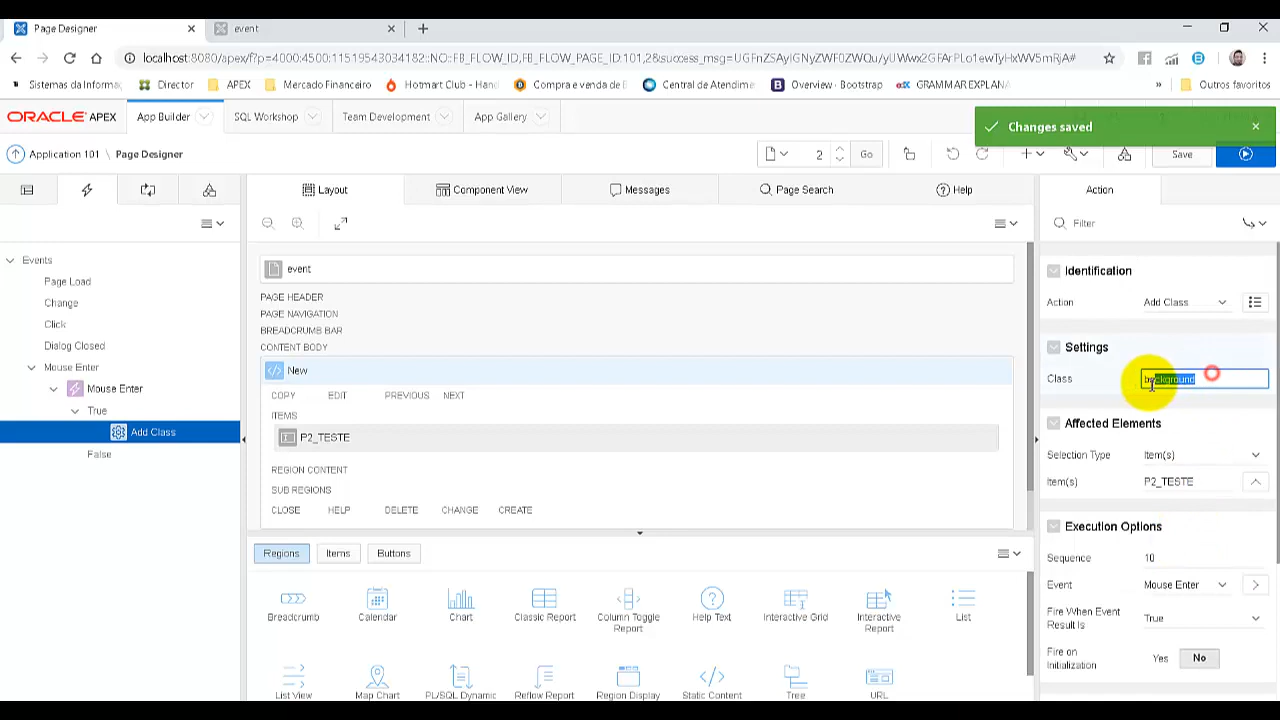 Page Designer
event
localhost:8080/apex/f?p=4000:4500:11519543034182::NO::FB_FLOW_ID,FB_FLOW_PAGE_ID:101,2&success_msg=
Sistemas da Informaç
Director
APEX
Mercado Financeiro
Hotmart Club - Hand
Compra e venda de E
Central de Atendimer
Overview · Bootstrap
GRAMMAR EXPLANA
»
Outros favoritos
ORACLE APEX
App Builder
SQL Workshop
Team Development
App Gallery
Changes saved
Application 101 \ Page Designer
2
Go
Save
Layout
Component View
Messages
Page Search
Help
Action
Filter
Events
Page Load
Change
Click
Dialog Closed
Mouse Enter
Mouse Enter
True
Add Class
False
event
PAGE HEADER
PAGE NAVIGATION
BREADCRUMB BAR
CONTENT BODY
New
COPY EDIT PREVIOUS NEXT
ITEMS
P2_TESTE
REGION CONTENT
SUB REGIONS
CLOSE HELP DELETE CHANGE CREATE
Regions Items Buttons
Breadcrumb
Calendar
Chart
Classic Report
Column Toggle Report
Help Text
Interactive Grid
Interactive Report
List
List View
Map Chart
PL/SQL Dynamic
Reflow Report
Region Display
Static Content
Tree
URL
Identification
Action Add Class
Settings
Class background
Affected Elements
Selection Type Item(s)
Item(s) P2_TESTE
Execution Options
Sequence 10
Event Mouse Enter
Fire When Event Result Is True
Fire on Initialization Yes No